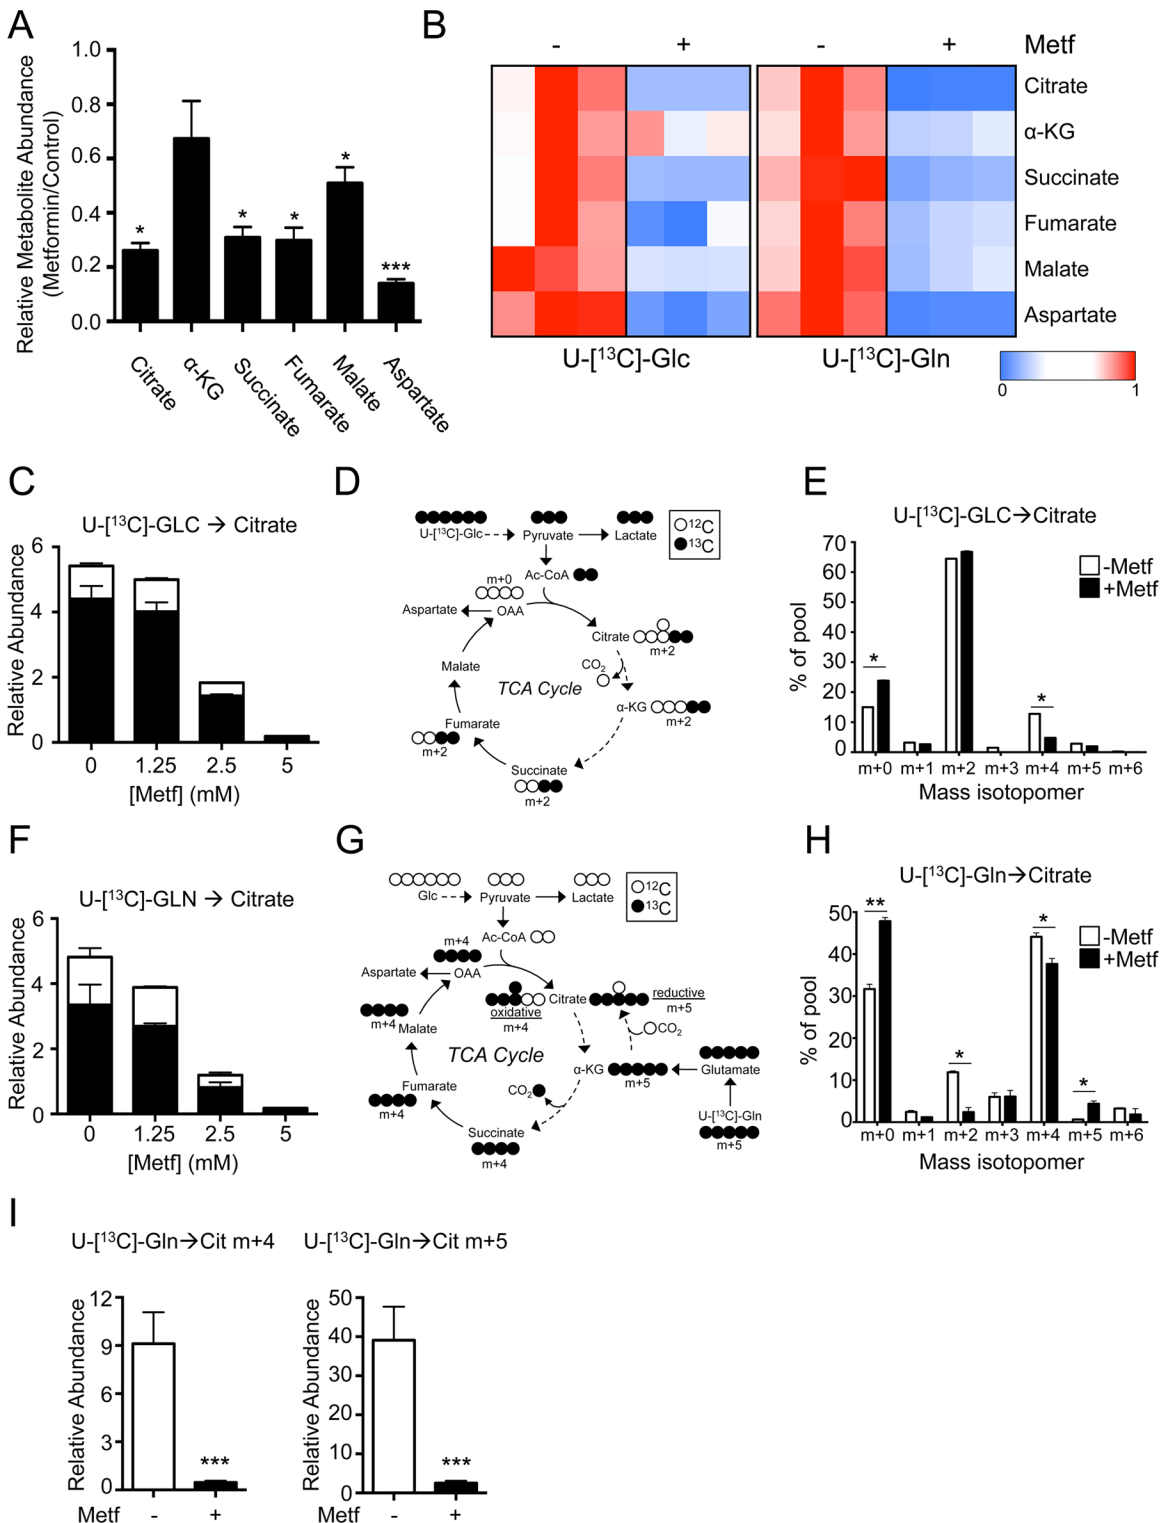 A
Relative Metabolite Abundance
(Metformin/Control)
1.0
0.8
0.6
0.4
0.2
0.0
*
*
*
*
***
Citrate
α-KG
Succinate
Fumarate
Malate
Aspartate
B
- + - + Metf
Citrate
α-KG
Succinate
Fumarate
Malate
Aspartate
U-[¹³C]-Glc U-[¹³C]-Gln
0 1
C
U-[¹³C]-GLC → Citrate
Relative Abundance
6
4
2
0
0 1.25 2.5 5
[Metf] (mM)
D
U-[¹³C]-Glc Pyruvate Lactate
¹²C
¹³C
Ac-CoA
m+0
Aspartate OAA
Citrate
m+2
CO₂
Malate
TCA Cycle
α-KG
m+2
Fumarate
m+2
Succinate
m+2
E
U-[¹³C]-GLC→Citrate
% of pool
70
60
50
40
30
20
10
0
-Metf
+Metf
*
*
m+0 m+1 m+2 m+3 m+4 m+5 m+6
Mass isotopomer
F
U-[¹³C]-GLN → Citrate
Relative Abundance
6
4
2
0
0 1.25 2.5 5
[Metf] (mM)
G
Glc Pyruvate Lactate
¹²C
¹³C
Ac-CoA
m+4
Aspartate OAA
Citrate
oxidative
m+4
reductive
m+5
CO₂
m+4 Malate
TCA Cycle
α-KG
m+5
Glutamate
Fumarate
m+4
CO₂
U-[¹³C]-Gln
m+5
Succinate
m+4
H
U-[¹³C]-Gln→Citrate
% of pool
50
40
30
20
10
0
-Metf
+Metf
**
*
*
*
m+0 m+1 m+2 m+3 m+4 m+5 m+6
Mass isotopomer
I
U-[¹³C]-Gln→Cit m+4
Relative Abundance
12
9
6
3
0
***
Metf - +
U-[¹³C]-Gln→Cit m+5
Relative Abundance
50
40
30
20
10
0
***
Metf - +